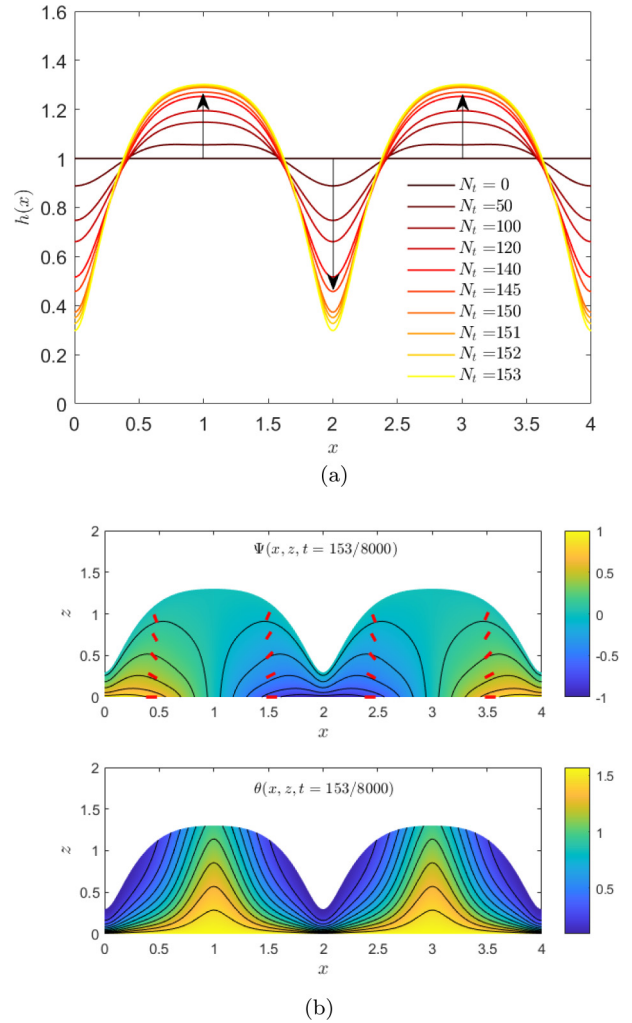 1.6
1.4
1.2
1
0.8
0.6
0.4
0.2
0
h(x)
N_t = 0
N_t =50
N_t =100
N_t =120
N_t =140
N_t =145
N_t =150
N_t =151
N_t =152
N_t =153
0 0.5 1 1.5 2 2.5 3 3.5 4
x
(a)
2
1.5
1
0.5
0
z
Ψ(x, z, t = 153/8000)
1
0.5
0
-0.5
-1
0 0.5 1 1.5 2 2.5 3 3.5 4
x
2
1.5
1
0.5
0
z
θ(x, z, t = 153/8000)
1.5
1
0.5
0 0.5 1 1.5 2 2.5 3 3.5 4
x
(b)